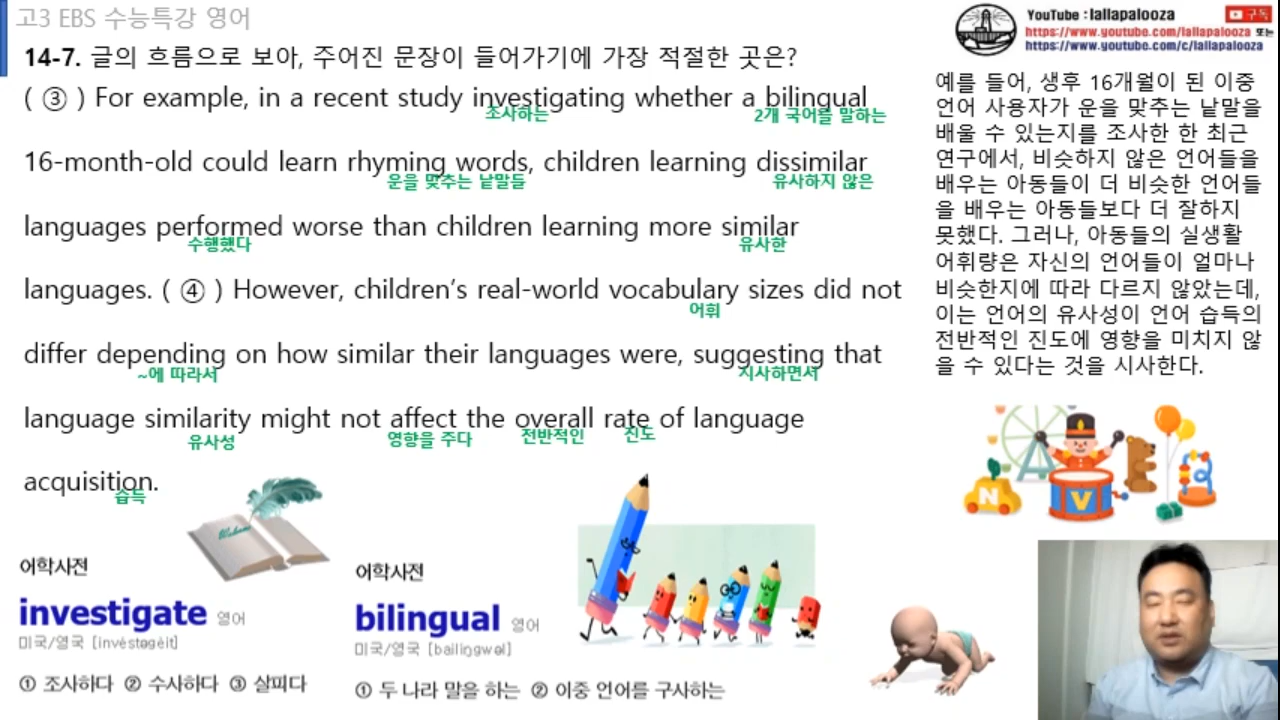 고3 EBS 수능특강 영어
14-7. 글의 흐름으로 보아, 주어진 문장이 들어가기에 가장 적절한 곳은?
( ③ ) For example, in a recent study investigating whether a bilingual
조사하는 2개 국어를 말하는
16-month-old could learn rhyming words, children learning dissimilar
운을 맞추는 낱말들 유사하지 않은
languages performed worse than children learning more similar
수행했다 유사한
languages. ( ④ ) However, children's real-world vocabulary sizes did not
어휘
differ depending on how similar their languages were, suggesting that
~에 따라서 시사하면서
language similarity might not affect the overall rate of language
유사성 영향을 주다 전반적인 진도
acquisition.
습득
YouTube : lallapalooza
구독
https://www.youtube.com/lallapalooza 또는
https://www.youtube.com/c/lallapalooza
예를 들어, 생후 16개월이 된 이중
언어 사용자가 운을 맞추는 낱말을
배울 수 있는지를 조사한 한 최근
연구에서, 비슷하지 않은 언어들을
배우는 아동들이 더 비슷한 언어들
을 배우는 아동들보다 더 잘하지
못했다. 그러나, 아동들의 실생활
어휘량은 자신의 언어들이 얼마나
비슷한지에 따라 다르지 않았는데,
이는 언어의 유사성이 언어 습득의
전반적인 진도에 영향을 미치지 않
을 수 있다는 것을 시사한다.
N V
어학사전
investigate 영어
미국/영국 [invéstəgèit]
① 조사하다 ② 수사하다 ③ 살피다
어학사전
bilingual 영어
미국/영국 [bailíŋgwəl]
① 두 나라 말을 하는 ② 이중 언어를 구사하는